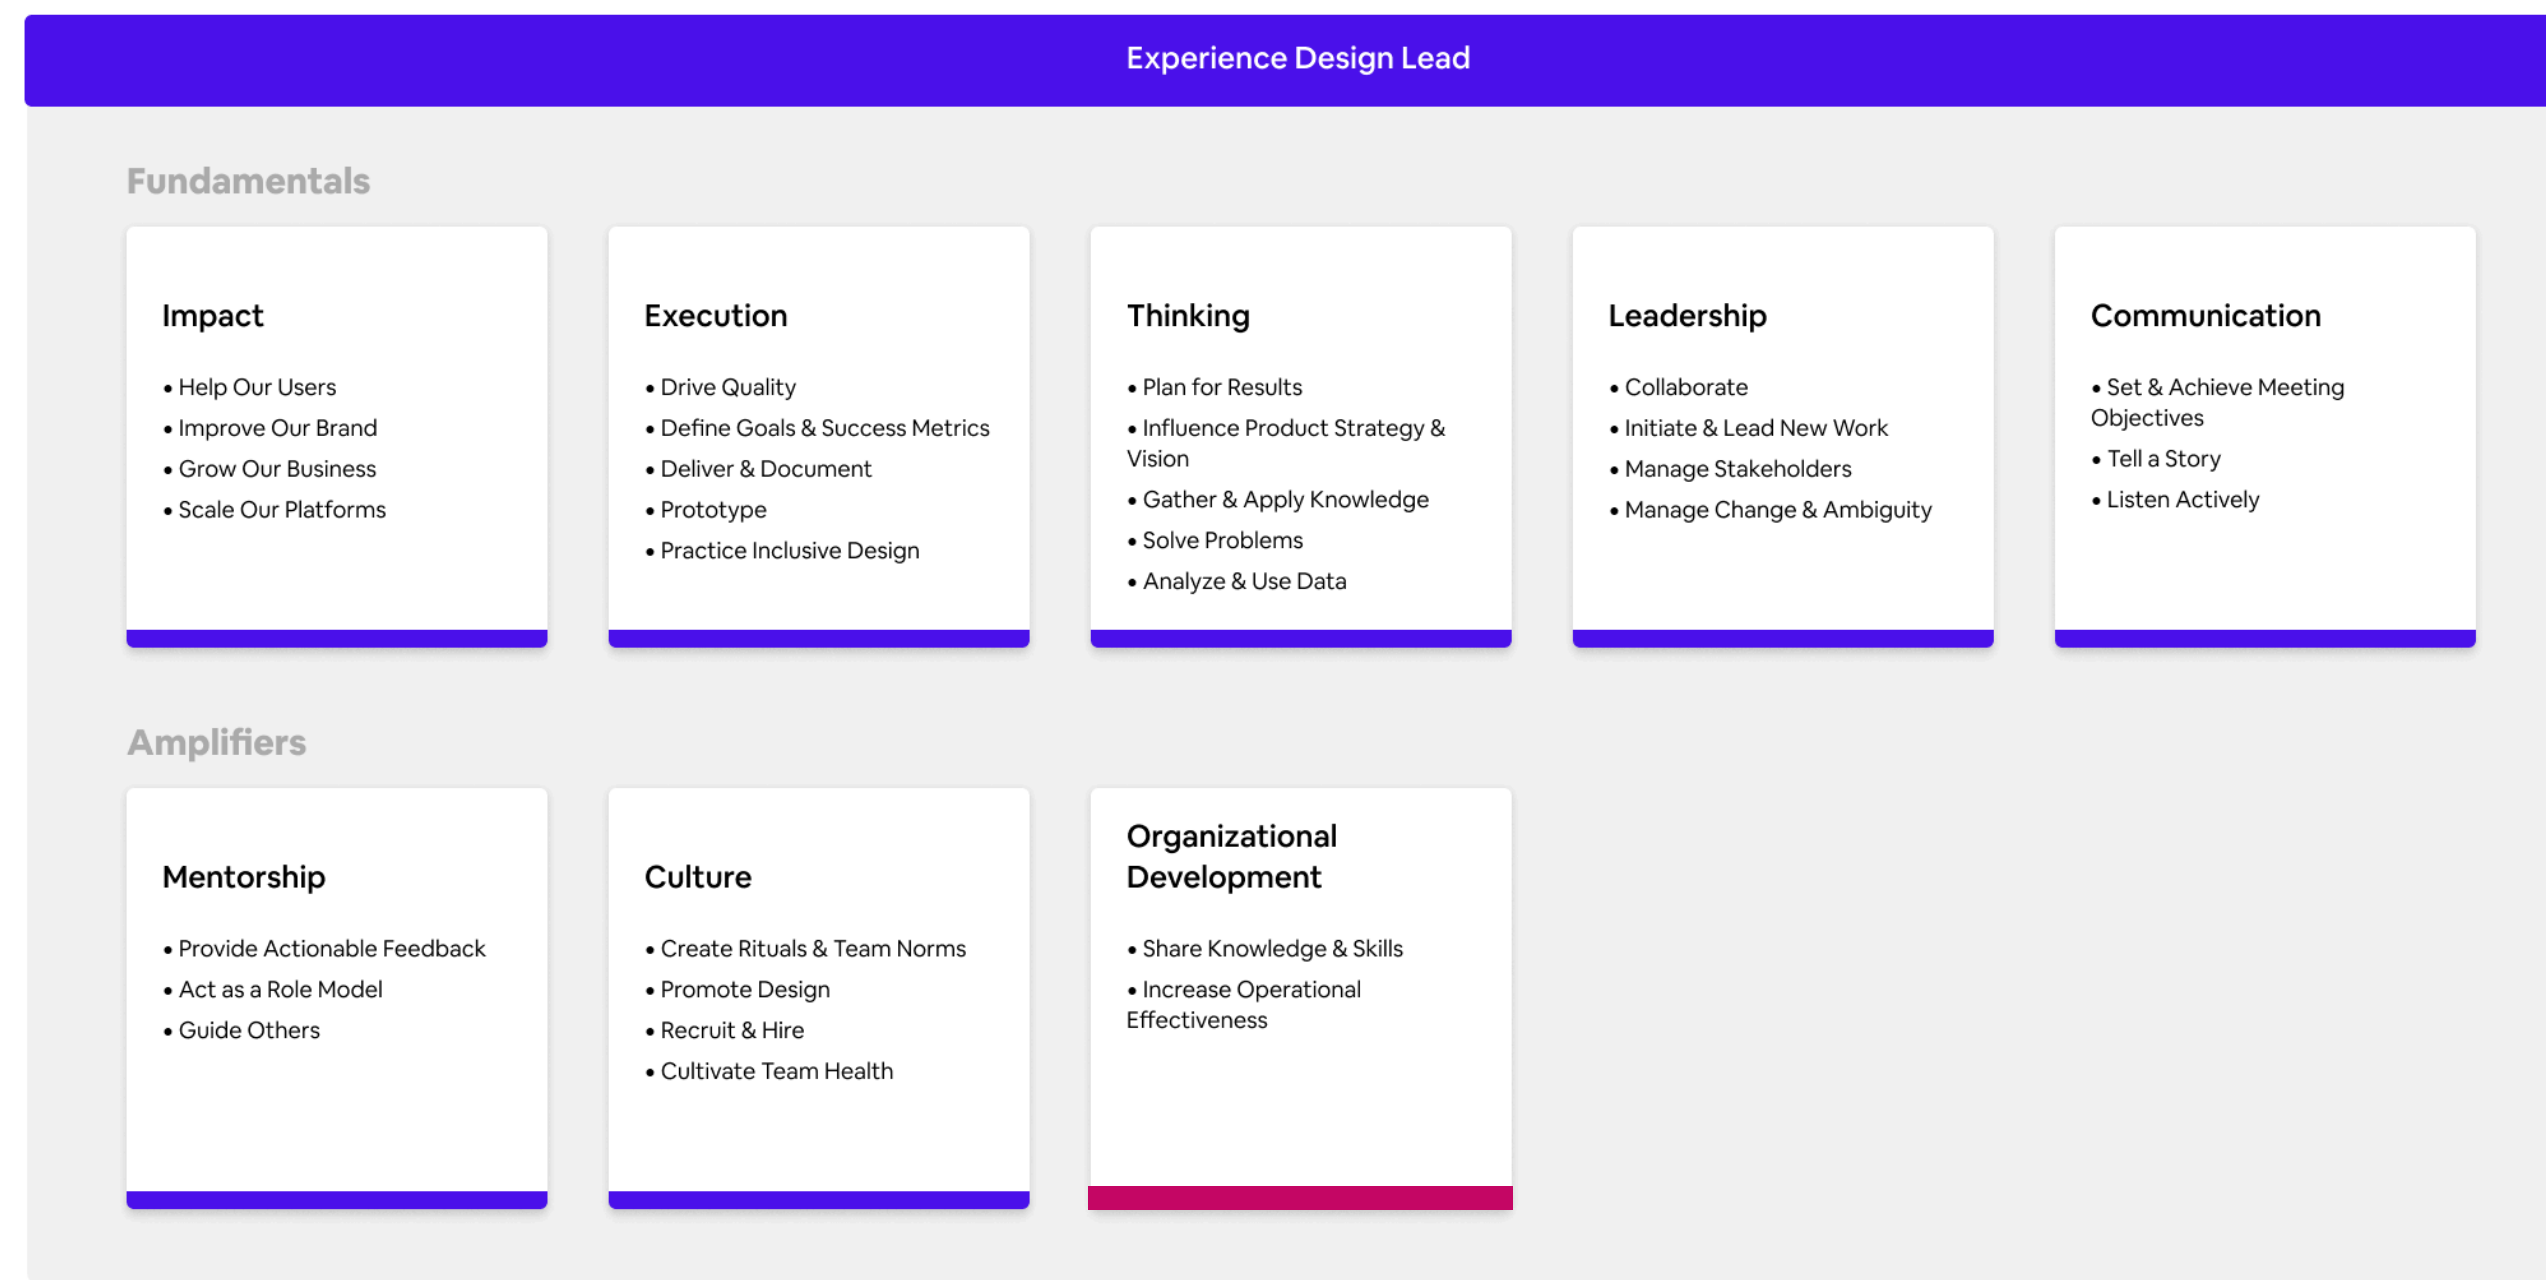 Experience Design Lead
Fundamentals
Impact
• Help Our Users
• Improve Our Brand
• Grow Our Business
• Scale Our Platforms
Execution
• Drive Quality
• Define Goals & Success Metrics
• Deliver & Document
• Prototype
• Practice Inclusive Design
Thinking
• Plan for Results
• Influence Product Strategy &
Vision
• Gather & Apply Knowledge
• Solve Problems
• Analyze & Use Data
Leadership
• Collaborate
• Initiate & Lead New Work
• Manage Stakeholders
• Manage Change & Ambiguity
Communication
• Set & Achieve Meeting
Objectives
• Tell a Story
• Listen Actively
Amplifiers
Mentorship
• Provide Actionable Feedback
• Act as a Role Model
• Guide Others
Culture
• Create Rituals & Team Norms
• Promote Design
• Recruit & Hire
• Cultivate Team Health
Organizational
Development
• Share Knowledge & Skills
• Increase Operational
Effectiveness